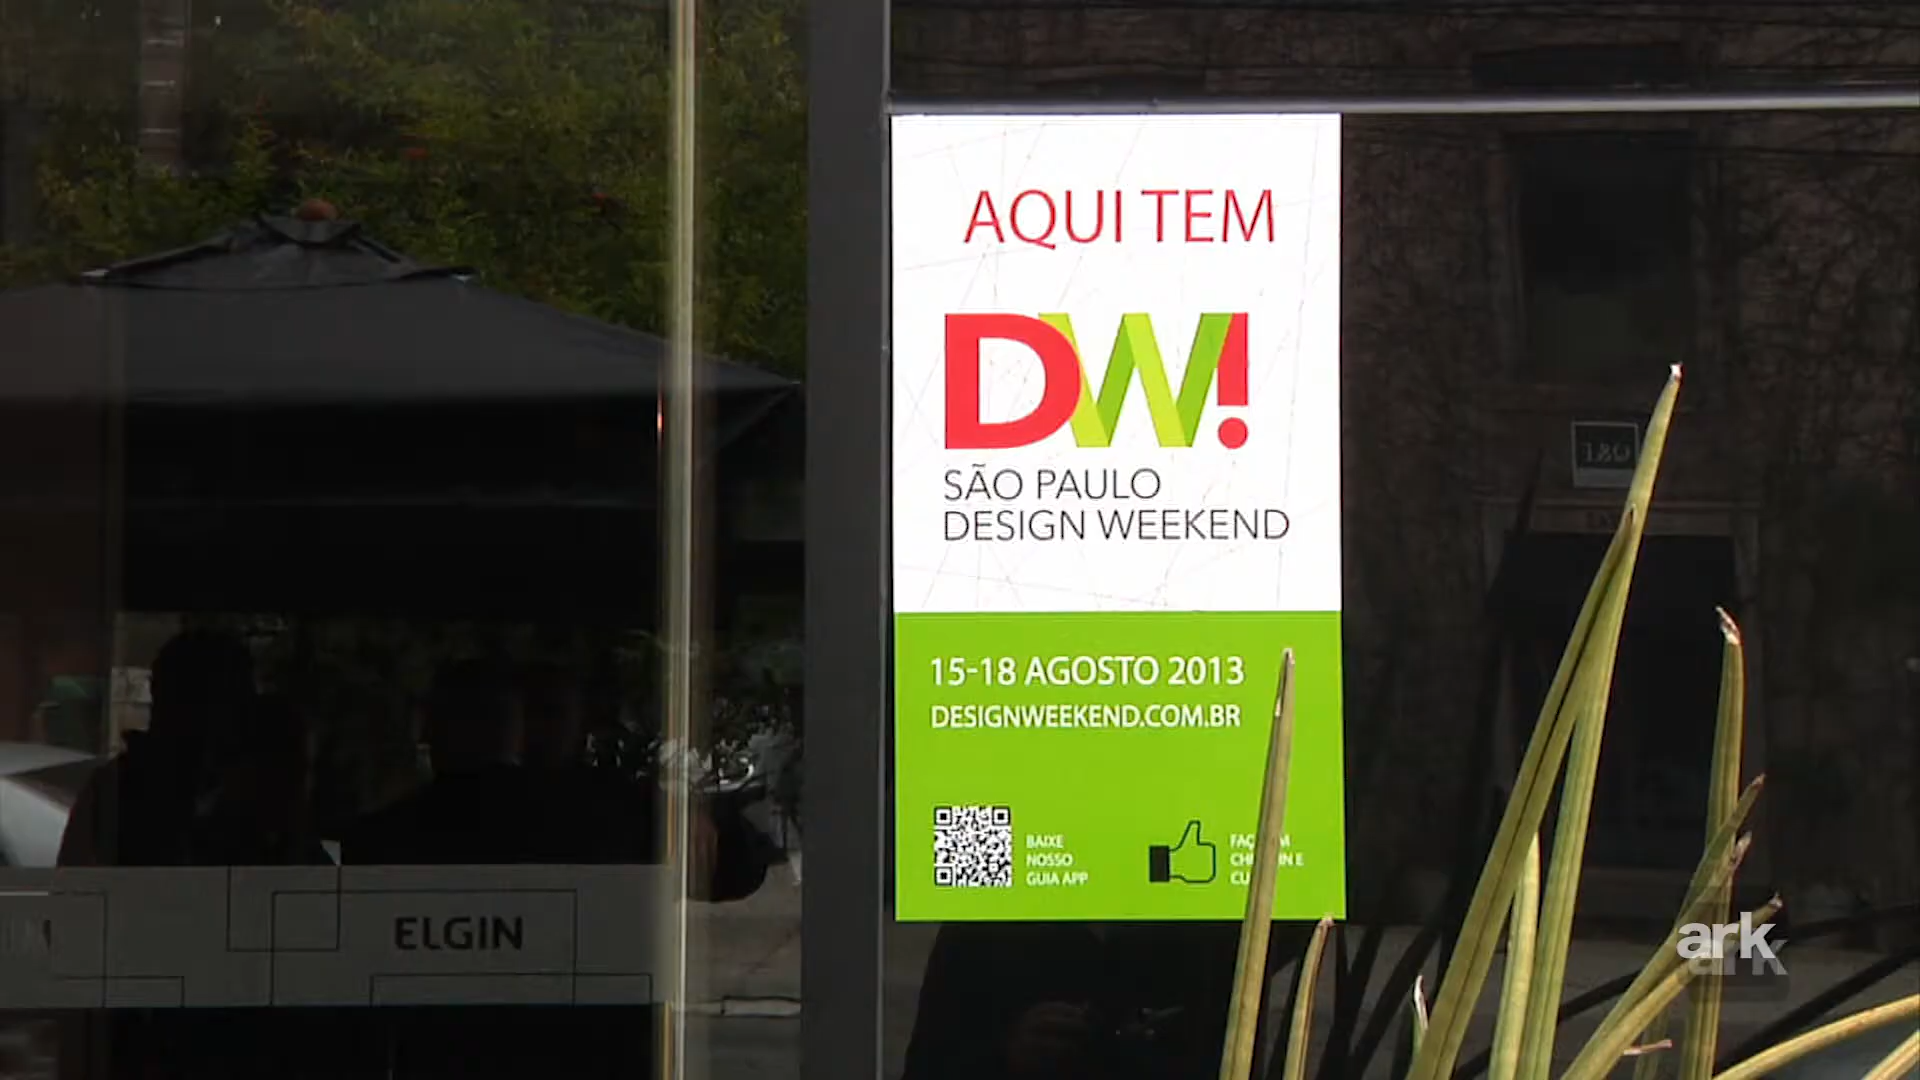 AQUI TEM
DW!
SÃO PAULO
DESIGN WEEKEND
15-18 AGOSTO 2013
DESIGNWEEKEND.COM.BR
BAIXE
NOSSO
GUIA APP
ELGIN
ark